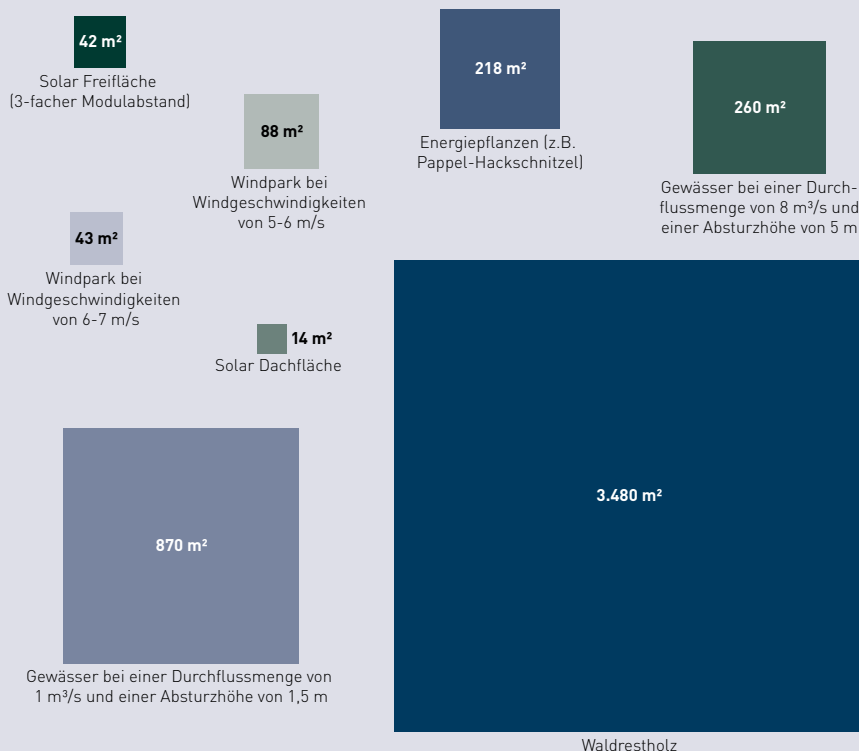 42 m²
Solar Freifläche
(3-facher Modulabstand)
88 m²
Windpark bei
Windgeschwindigkeiten
von 5-6 m/s
218 m²
Energiepflanzen (z.B.
Pappel-Hackschnitzel)
260 m²
Gewässer bei einer Durch-
flussmenge von 8 m³/s und
einer Absturzhöhe von 5 m
43 m²
Windpark bei
Windgeschwindigkeiten
von 6-7 m/s
14 m²
Solar Dachfläche
870 m²
Gewässer bei einer Durchflussmenge von
1 m³/s und einer Absturzhöhe von 1,5 m
3.480 m²
Waldrestholz